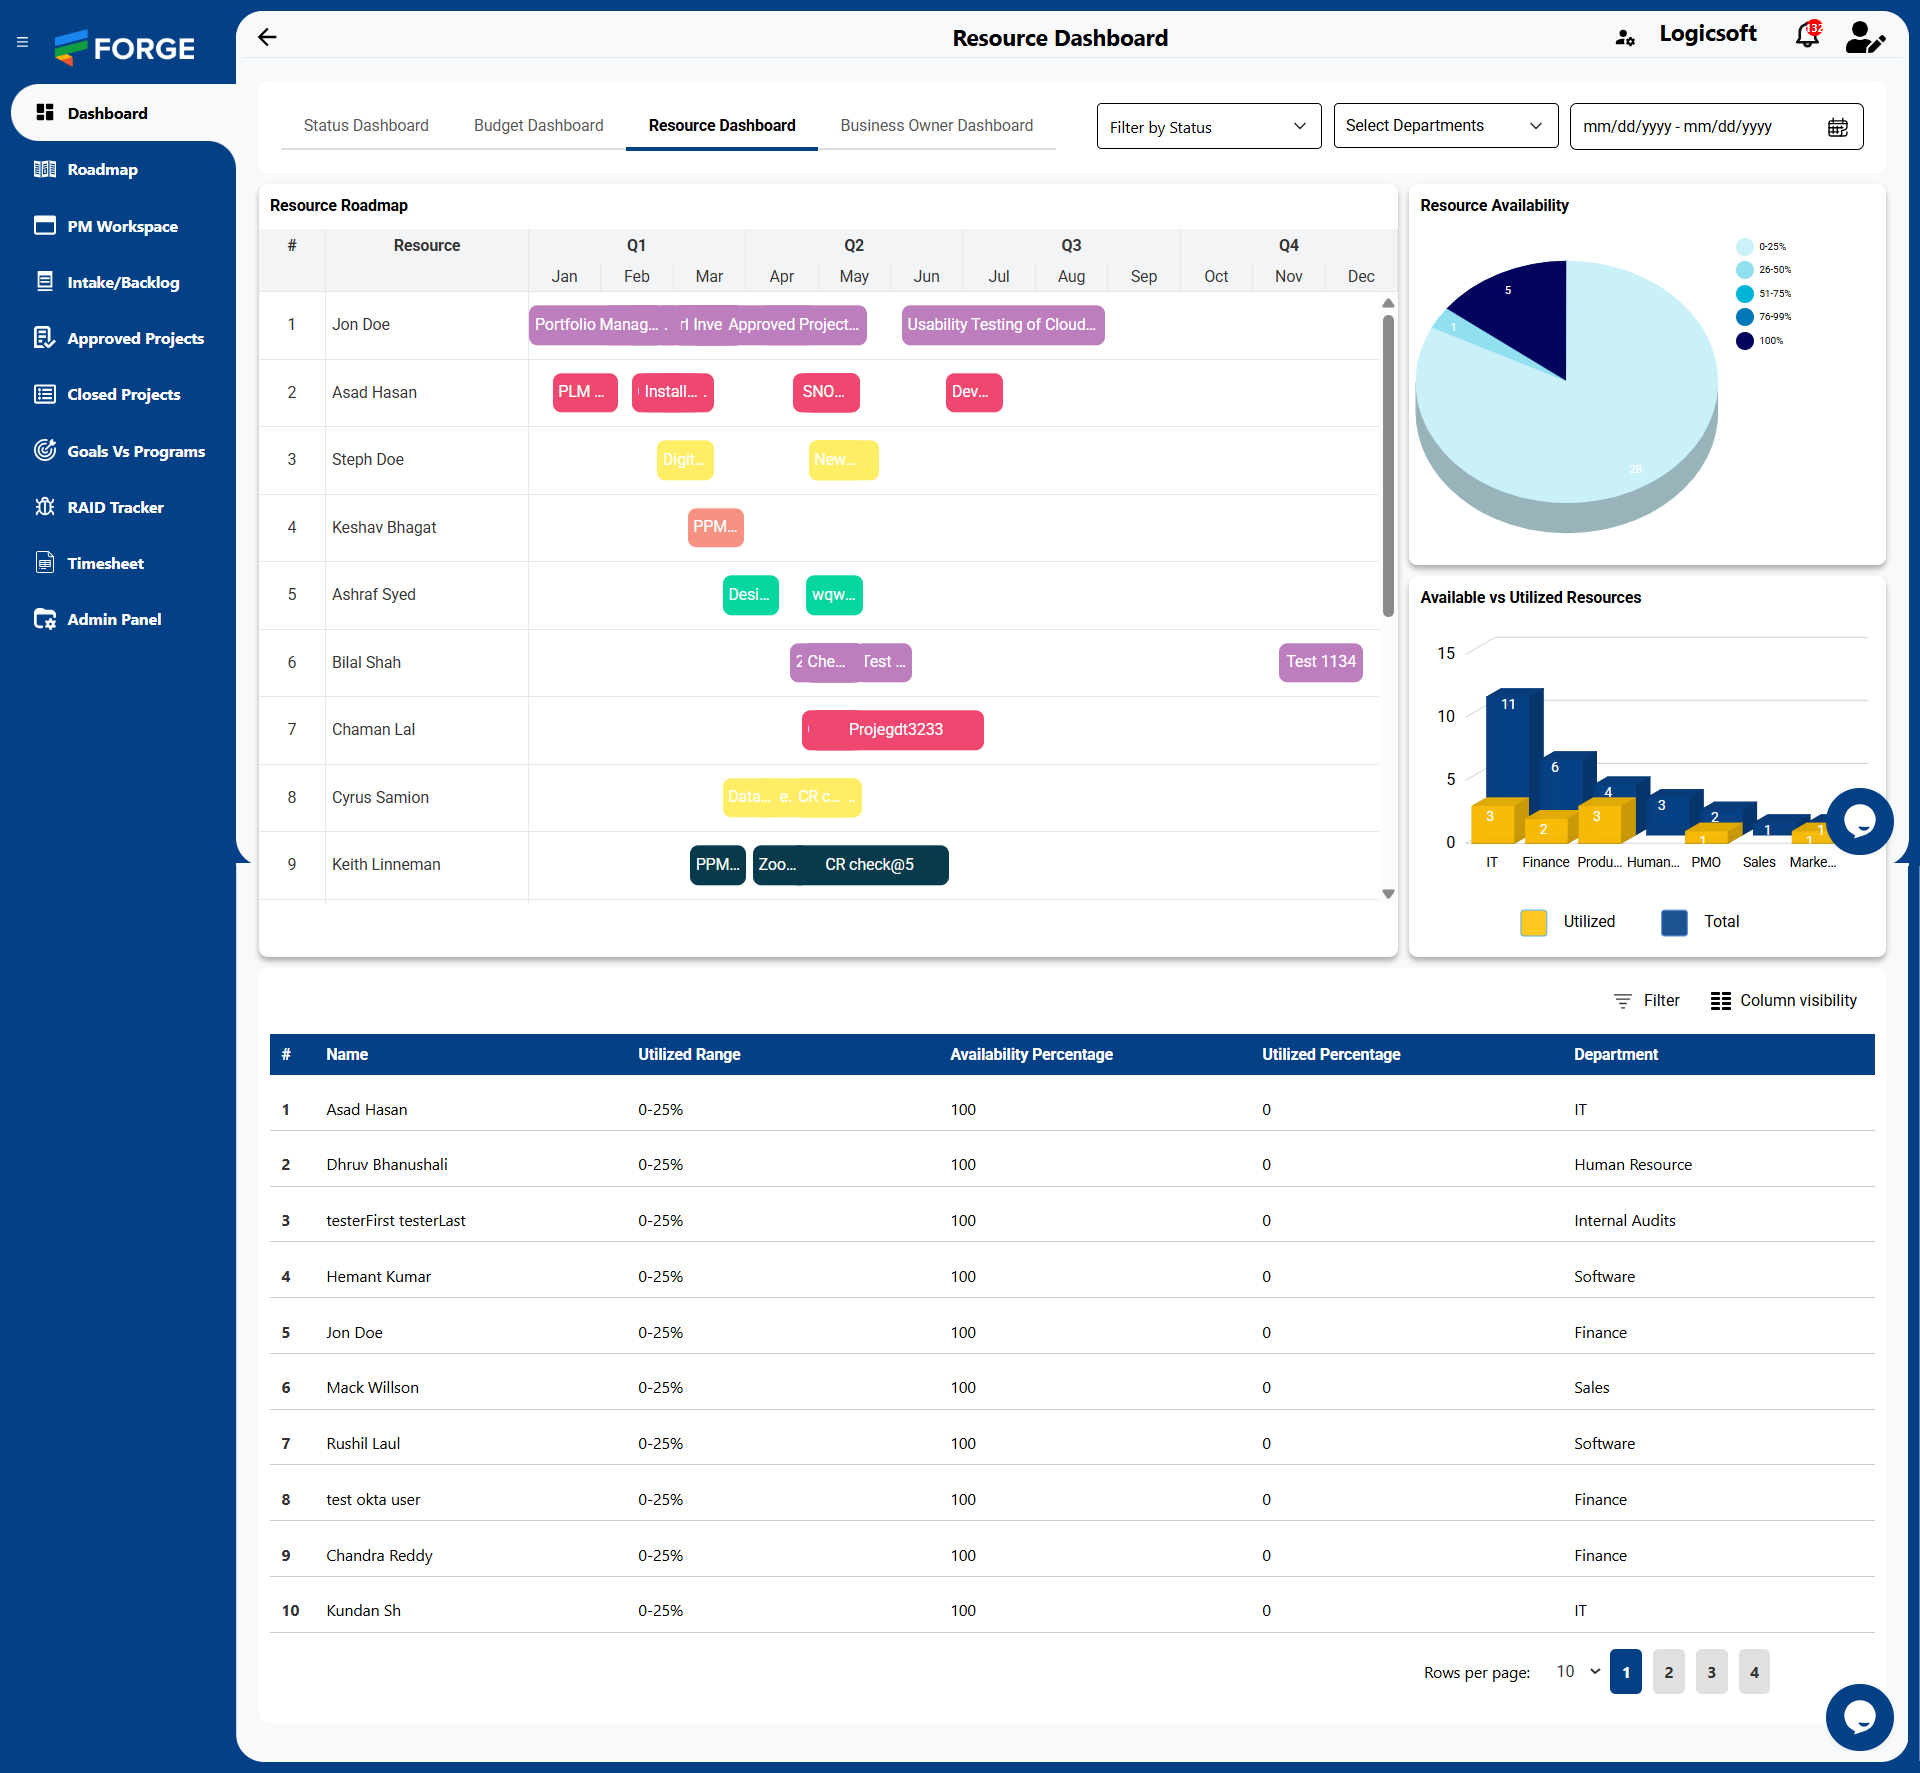 FORGE
Resource Dashboard
Logicsoft
132
Dashboard
Roadmap
PM Workspace
Intake/Backlog
Approved Projects
Closed Projects
Goals Vs Programs
RAID Tracker
Timesheet
Admin Panel
Status Dashboard
Budget Dashboard
Resource Dashboard
Business Owner Dashboard
Filter by Status
Select Departments
mm/dd/yyyy - mm/dd/yyyy
Resource Roadmap
# Resource Q1 Q2 Q3 Q4
Jan Feb Mar Apr May Jun Jul Aug Sep Oct Nov Dec
1 Jon Doe Portfolio Manag... . Inve Approved Project... Usability Testing of Cloud...
2 Asad Hasan PLM ... Install... . SNO... Dev...
3 Steph Doe Digit... New...
4 Keshav Bhagat PPM...
5 Ashraf Syed Desi... wqw...
6 Bilal Shah 2 Che... Test ... Test 1134
7 Chaman Lal Projegdt3233
8 Cyrus Samion Data... e.. CR c... ..
9 Keith Linneman PPM... Zoo... CR check@5
Resource Availability
0-25%
26-50%
51-75%
76-99%
100%
5
1
28
Available vs Utilized Resources
15
10
5
0
11
6
4
3
2
1
1
3
2
3
1
1
IT Finance Produ... Human... PMO Sales Marke...
Utilized Total
Filter Column visibility
# Name Utilized Range Availability Percentage Utilized Percentage Department
1 Asad Hasan 0-25% 100 0 IT
2 Dhruv Bhanushali 0-25% 100 0 Human Resource
3 testerFirst testerLast 0-25% 100 0 Internal Audits
4 Hemant Kumar 0-25% 100 0 Software
5 Jon Doe 0-25% 100 0 Finance
6 Mack Willson 0-25% 100 0 Sales
7 Rushil Laul 0-25% 100 0 Software
8 test okta user 0-25% 100 0 Finance
9 Chandra Reddy 0-25% 100 0 Finance
10 Kundan Sh 0-25% 100 0 IT
Rows per page: 10 1 2 3 4